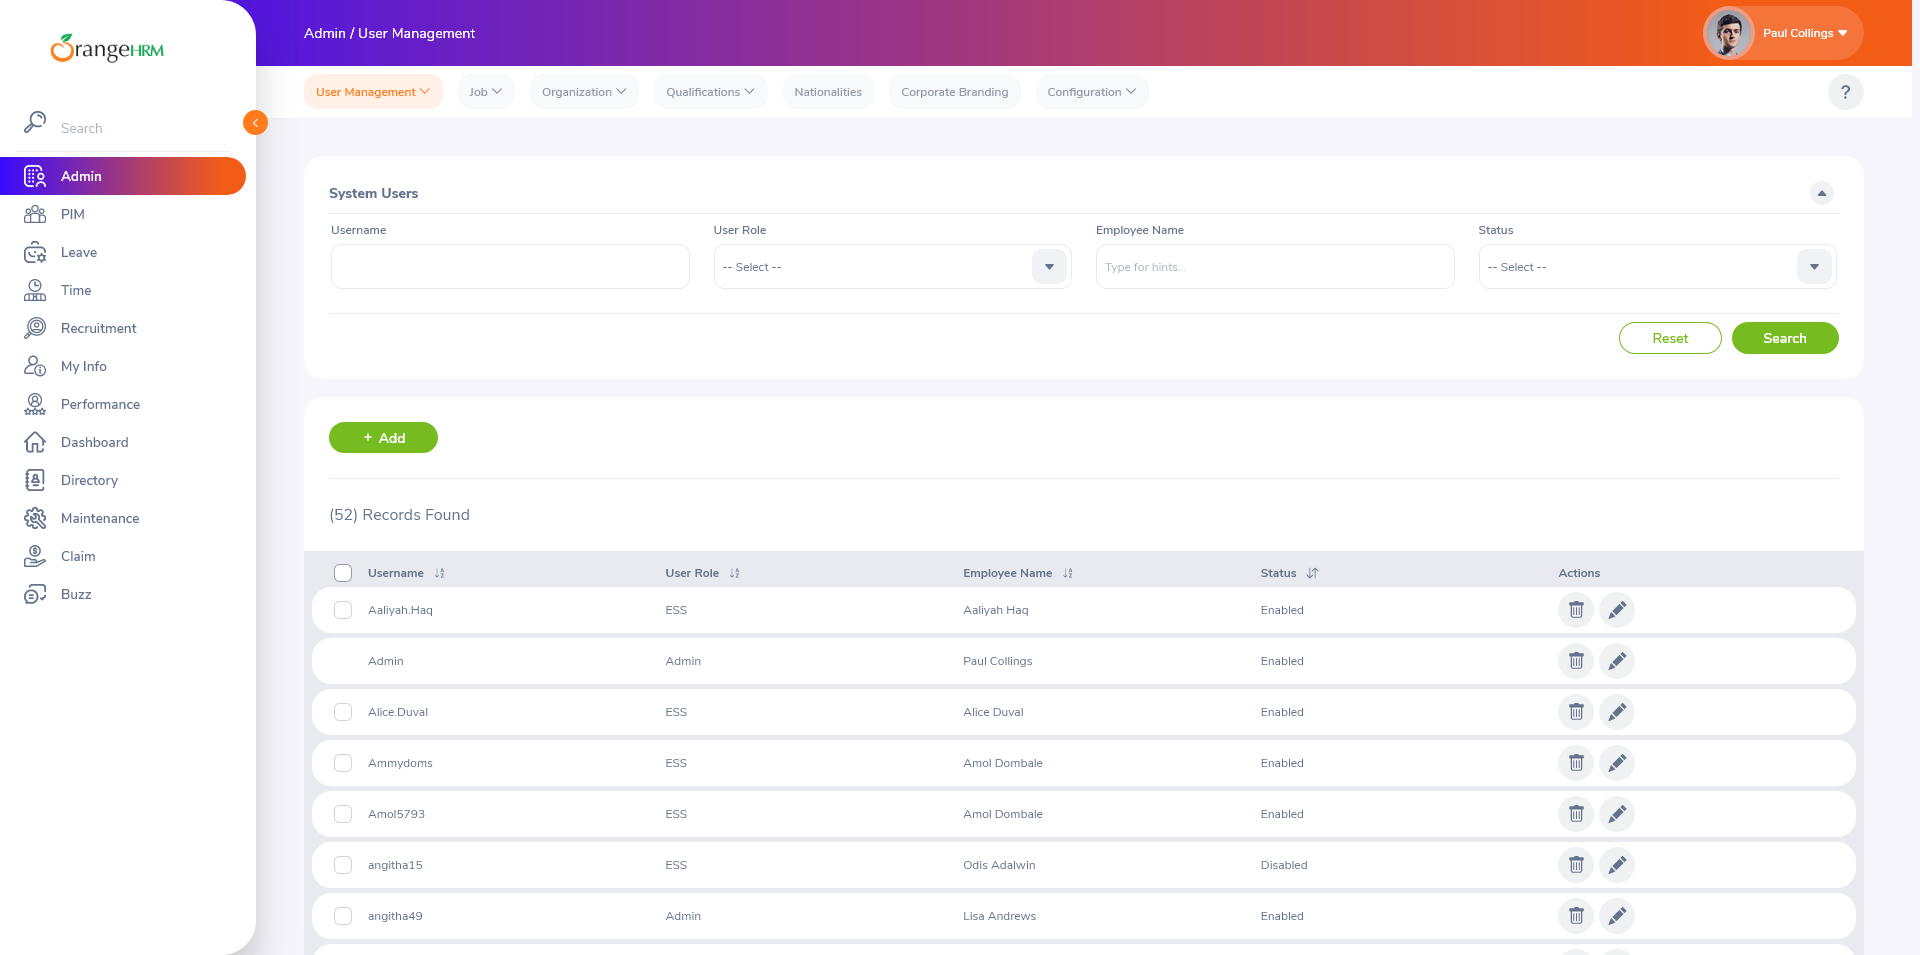 OrangeHRM
Admin / User Management
Paul Collings
User Management
Job
Organization
Qualifications
Nationalities
Corporate Branding
Configuration
?
Search
Admin
PIM
Leave
Time
Recruitment
My Info
Performance
Dashboard
Directory
Maintenance
Claim
Buzz
System Users
Username
User Role
Employee Name
Status
-- Select --
Type for hints...
-- Select --
Reset
Search
+ Add
(52) Records Found
Username User Role Employee Name Status Actions
Aaliyah.Haq ESS Aaliyah Haq Enabled
Admin Admin Paul Collings Enabled
Alice.Duval ESS Alice Duval Enabled
Ammydoms ESS Amol Dombale Enabled
Amol5793 ESS Amol Dombale Enabled
angitha15 ESS Odis Adalwin Disabled
angitha49 Admin Lisa Andrews Enabled